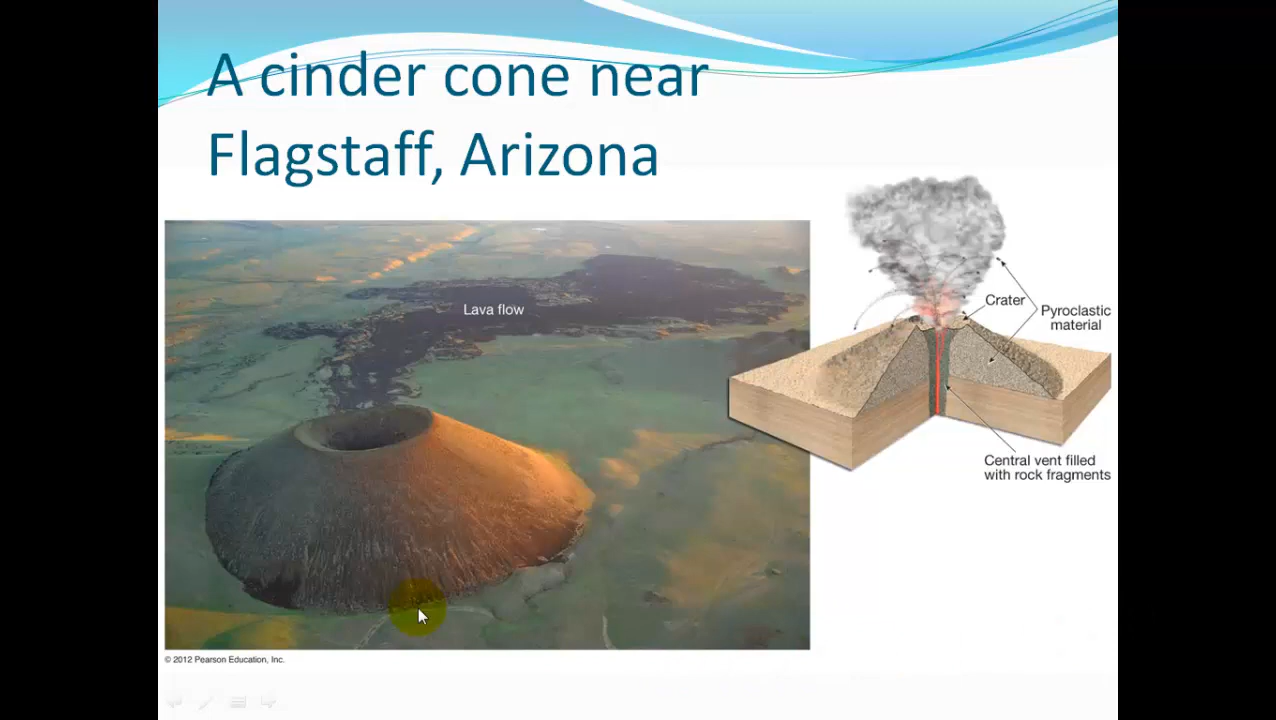 A cinder cone near
Flagstaff, Arizona
Lava flow
Crater
Pyroclastic
material
Central vent filled
with rock fragments
© 2012 Pearson Education, Inc.